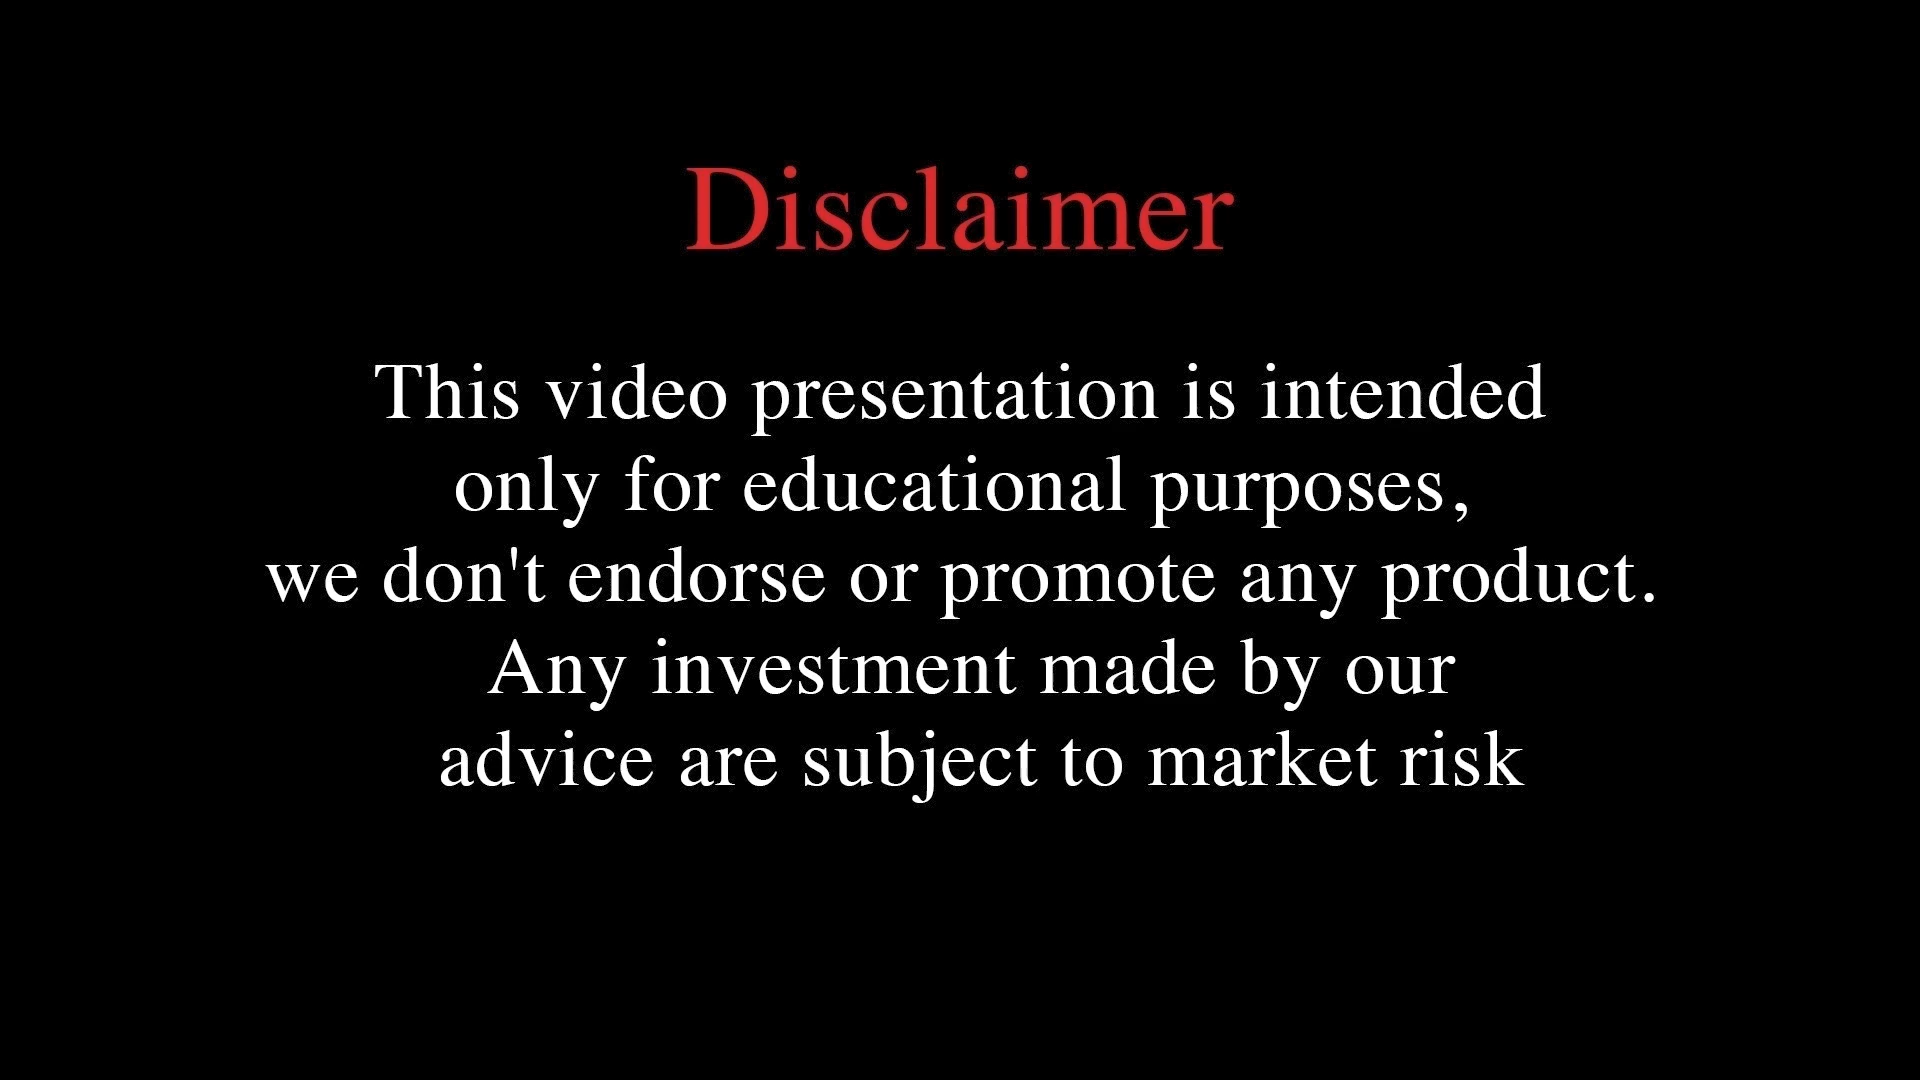 Disclaimer
This video presentation is intended
only for educational purposes,
we don't endorse or promote any product.
Any investment made by our
advice are subject to market risk